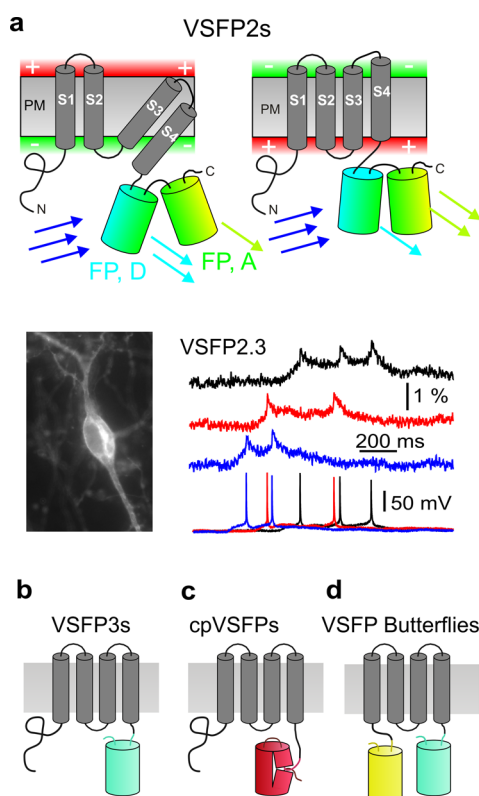 a
VSFP2s
+ +
- -
PM
S1 S2 S3 S4
- -
+ +
PM
S1 S2 S3 S4
N
C
N
C
FP, D
FP, A
VSFP2.3
1 %
200 ms
50 mV
b c d
VSFP3s
cpVSFPs
VSFP Butterflies